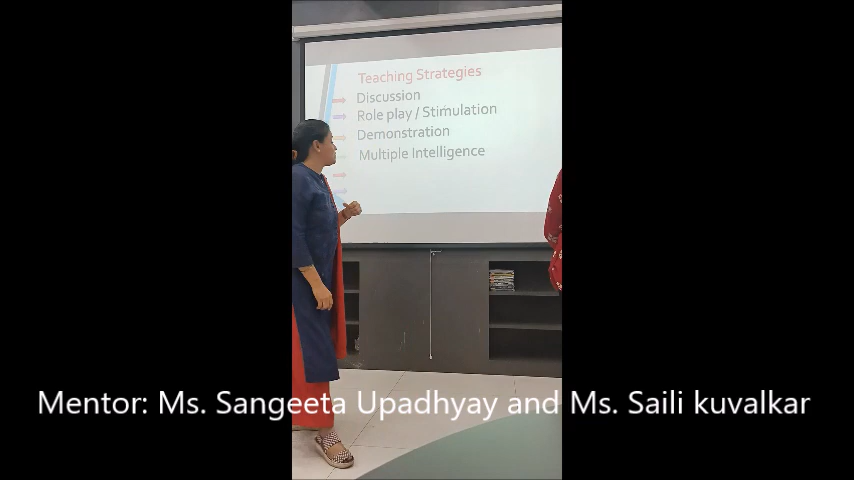 Teaching Strategies
Discussion
Role play / Stimulation
Demonstration
Multiple Intelligence
Mentor: Ms. Sangeeta Upadhyay and Ms. Saili kuvalkar